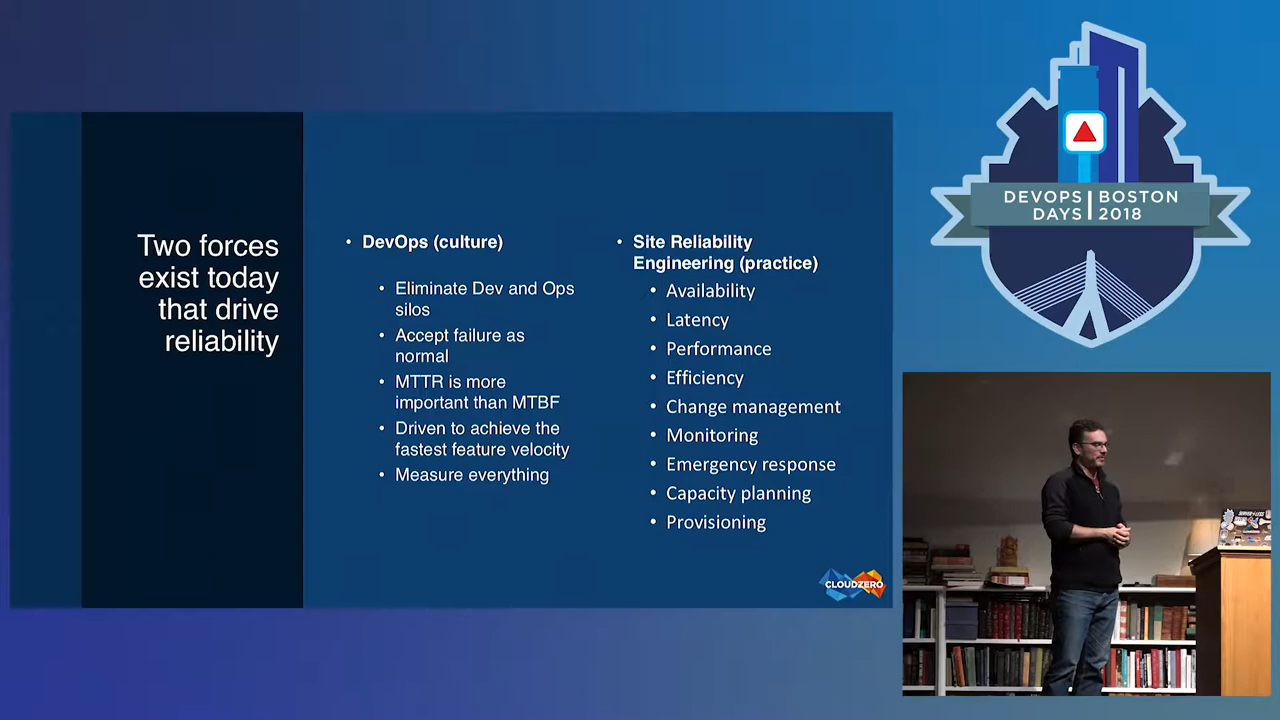 Two forces
exist today
that drive
reliability
• DevOps (culture)
• Eliminate Dev and Ops
silos
• Accept failure as
normal
• MTTR is more
important than MTBF
• Driven to achieve the
fastest feature velocity
• Measure everything
• Site Reliability
Engineering (practice)
• Availability
• Latency
• Performance
• Efficiency
• Change management
• Monitoring
• Emergency response
• Capacity planning
• Provisioning
CLOUDZERO
DEVOPS | BOSTON
DAYS | 2018